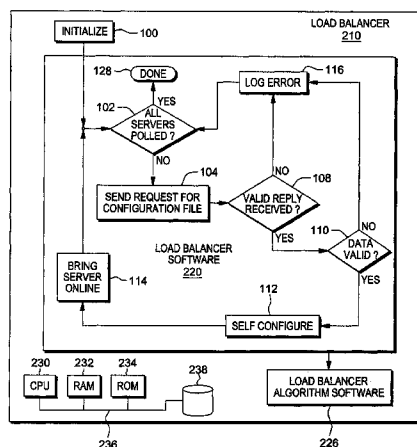 LOAD BALANCER
210
INITIALIZE
100
128
DONE
116
LOG ERROR
102
YES
ALL
SERVERS
POLLED ?
NO
104
SEND REQUEST FOR
CONFIGURATION FILE
NO
108
VALID REPLY
RECEIVED ?
YES
110
NO
DATA
VALID ?
YES
LOAD BALANCER
SOFTWARE
220
BRING
SERVER
ONLINE
114
112
SELF CONFIGURE
230
232
234
238
CPU
RAM
ROM
236
LOAD BALANCER
ALGORITHM SOFTWARE
226